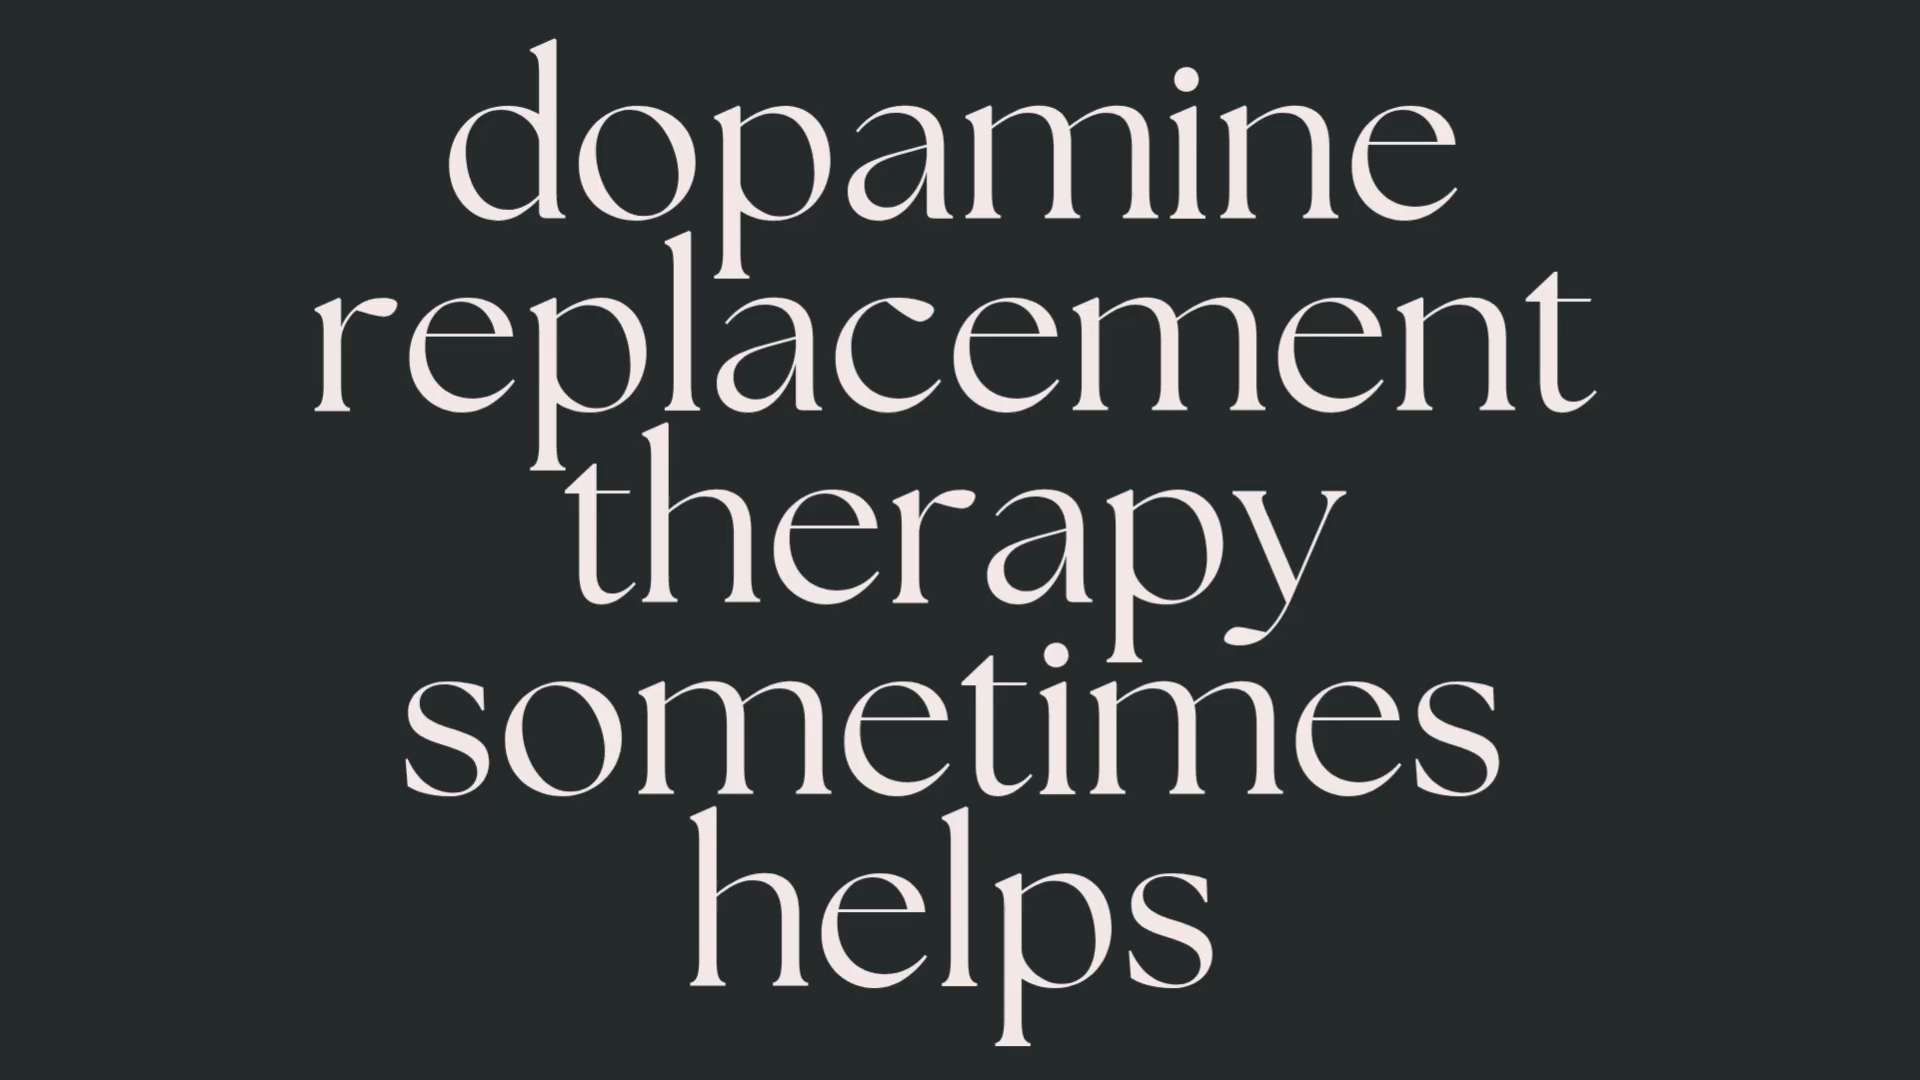 dopamine
replacement
therapy
sometimes
helps